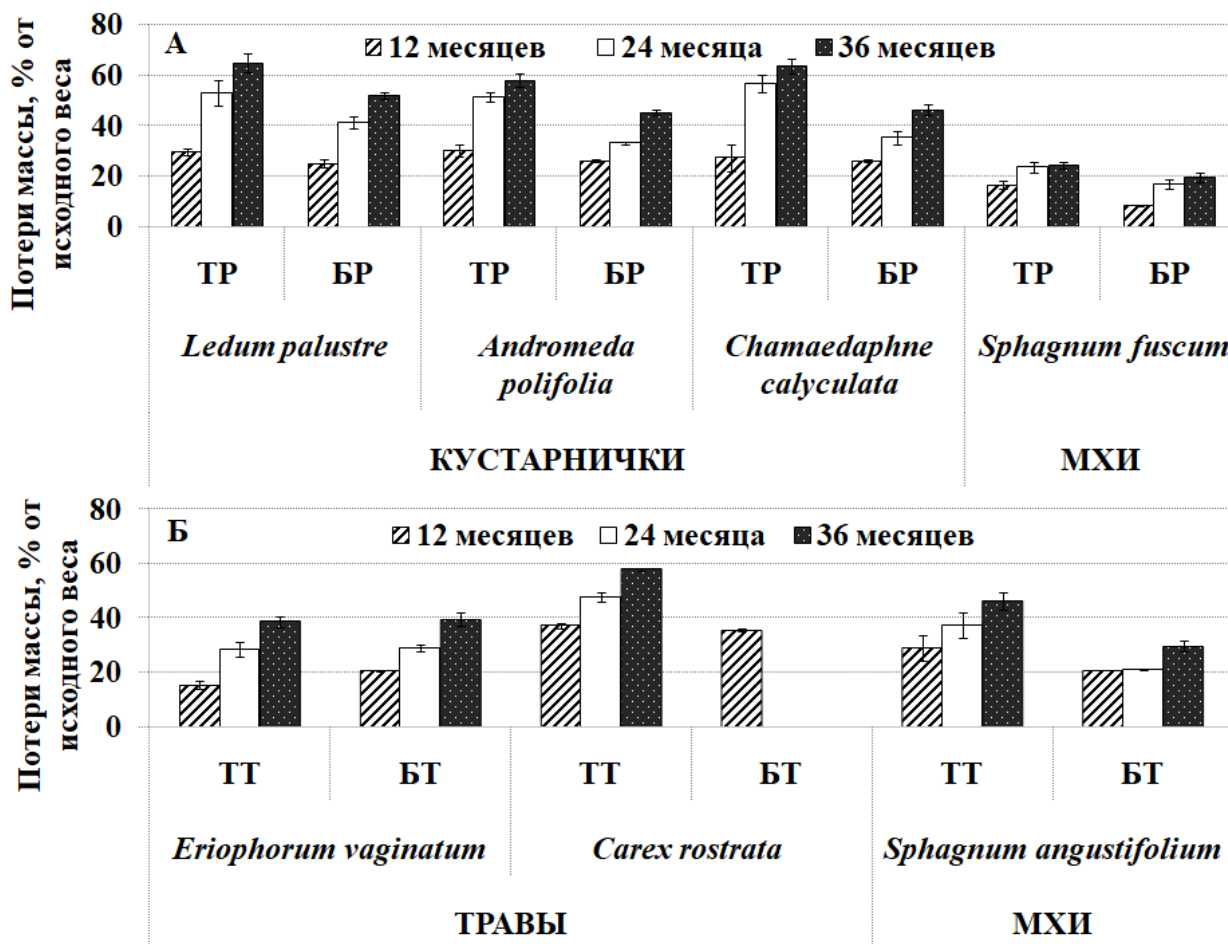 Потери массы, % от
исходного веса
80
60
40
20
0
А
12 месяцев
24 месяца
36 месяцев
ТР
БР
ТР
БР
ТР
БР
ТР
БР
Ledum palustre
Andromeda
polifolia
Chamaedaphne
calyculata
Sphagnum fuscum
КУСТАРНИЧКИ
МХИ
Потери массы, % от
исходного веса
80
60
40
20
0
Б
12 месяцев
24 месяца
36 месяцев
ТТ
БТ
ТТ
БТ
ТТ
БТ
Eriophorum vaginatum
Carex rostrata
Sphagnum angustifolium
ТРАВЫ
МХИ